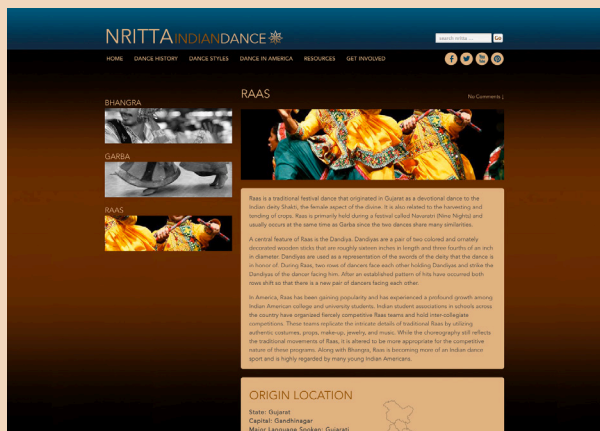 NRITTAINDIANDANCE
search nritta ... Go
HOME DANCE HISTORY DANCE STYLES DANCE IN AMERICA RESOURCES GET INVOLVED
BHANGRA
GARBA
RAAS
RAAS
No Comments ↓
Raas is a traditional festival dance that originated in Gujarat as a devotional dance to the
Indian deity Shakti, the female aspect of the divine. It is also related to the harvesting and
tending of crops. Raas is primarily held during a festival called Navaratri (Nine Nights) and
usually occurs at the same time as Garba since the two dances share many similarities.
A central feature of Raas is the Dandiya. Dandiyas are a pair of two colored and ornately
decorated wooden sticks that are roughly sixteen inches in length and three fourths of an inch
in diameter. Dandiyas are used as a representation of the swords of the deity that the dance is
in honor of. During Raas, two rows of dancers face each other holding Dandiyas and strike the
Dandiyas of the dancer facing him. After an established pattern of hits have occurred both
rows shift so that there is a new pair of dancers facing each other.
In America, Raas has been gaining popularity and has experienced a profound growth among
Indian American college and university students. Indian student associations in schools across
the country have organized fiercely competitive Raas teams and hold inter-collegiate
competitions. These teams replicate the intricate details of traditional Raas by utilizing
authentic costumes, props, make-up, jewelry, and music. While the choreography still reflects
the traditional movements of Raas, it is altered to be more appropriate for the competitive
nature of these programs. Along with Bhangra, Raas is becoming more of an Indian dance
sport and is highly regarded by many young Indian Americans.
ORIGIN LOCATION
State: Gujarat
Capital: Gandhinagar
Major Language Spoken: Gujarati